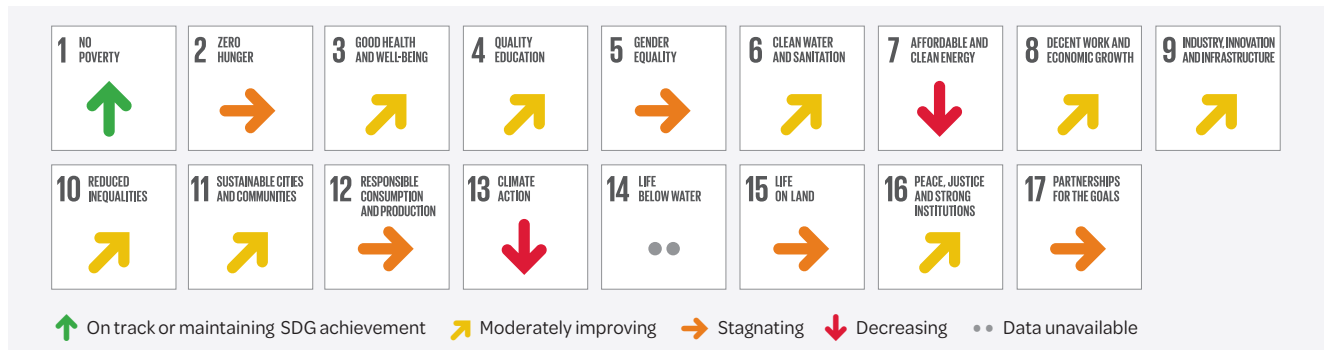 1 NO
POVERTY
2 ZERO
HUNGER
3 GOOD HEALTH
AND WELL-BEING
4 QUALITY
EDUCATION
5 GENDER
EQUALITY
6 CLEAN WATER
AND SANITATION
7 AFFORDABLE AND
CLEAN ENERGY
8 DECENT WORK AND
ECONOMIC GROWTH
9 INDUSTRY, INNOVATION
AND INFRASTRUCTURE
10 REDUCED
INEQUALITIES
11 SUSTAINABLE CITIES
AND COMMUNITIES
12 RESPONSIBLE
CONSUMPTION
AND PRODUCTION
13 CLIMATE
ACTION
14 LIFE
BELOW WATER
15 LIFE
ON LAND
16 PEACE, JUSTICE
AND STRONG
INSTITUTIONS
17 PARTNERSHIPS
FOR THE GOALS
On track or maintaining SDG achievement
Moderately improving
Stagnating
Decreasing
Data unavailable